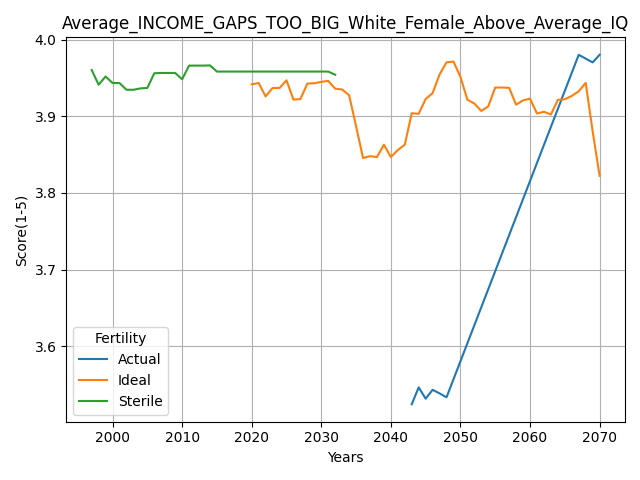 Average_INCOME_GAPS_TOO_BIG_White_Female_Above_Average_IQ
4.0
3.9
3.8
3.7
3.6
Score(1-5)
Fertility
Actual
Ideal
Sterile
2000 2010 2020 2030 2040 2050 2060 2070
Years